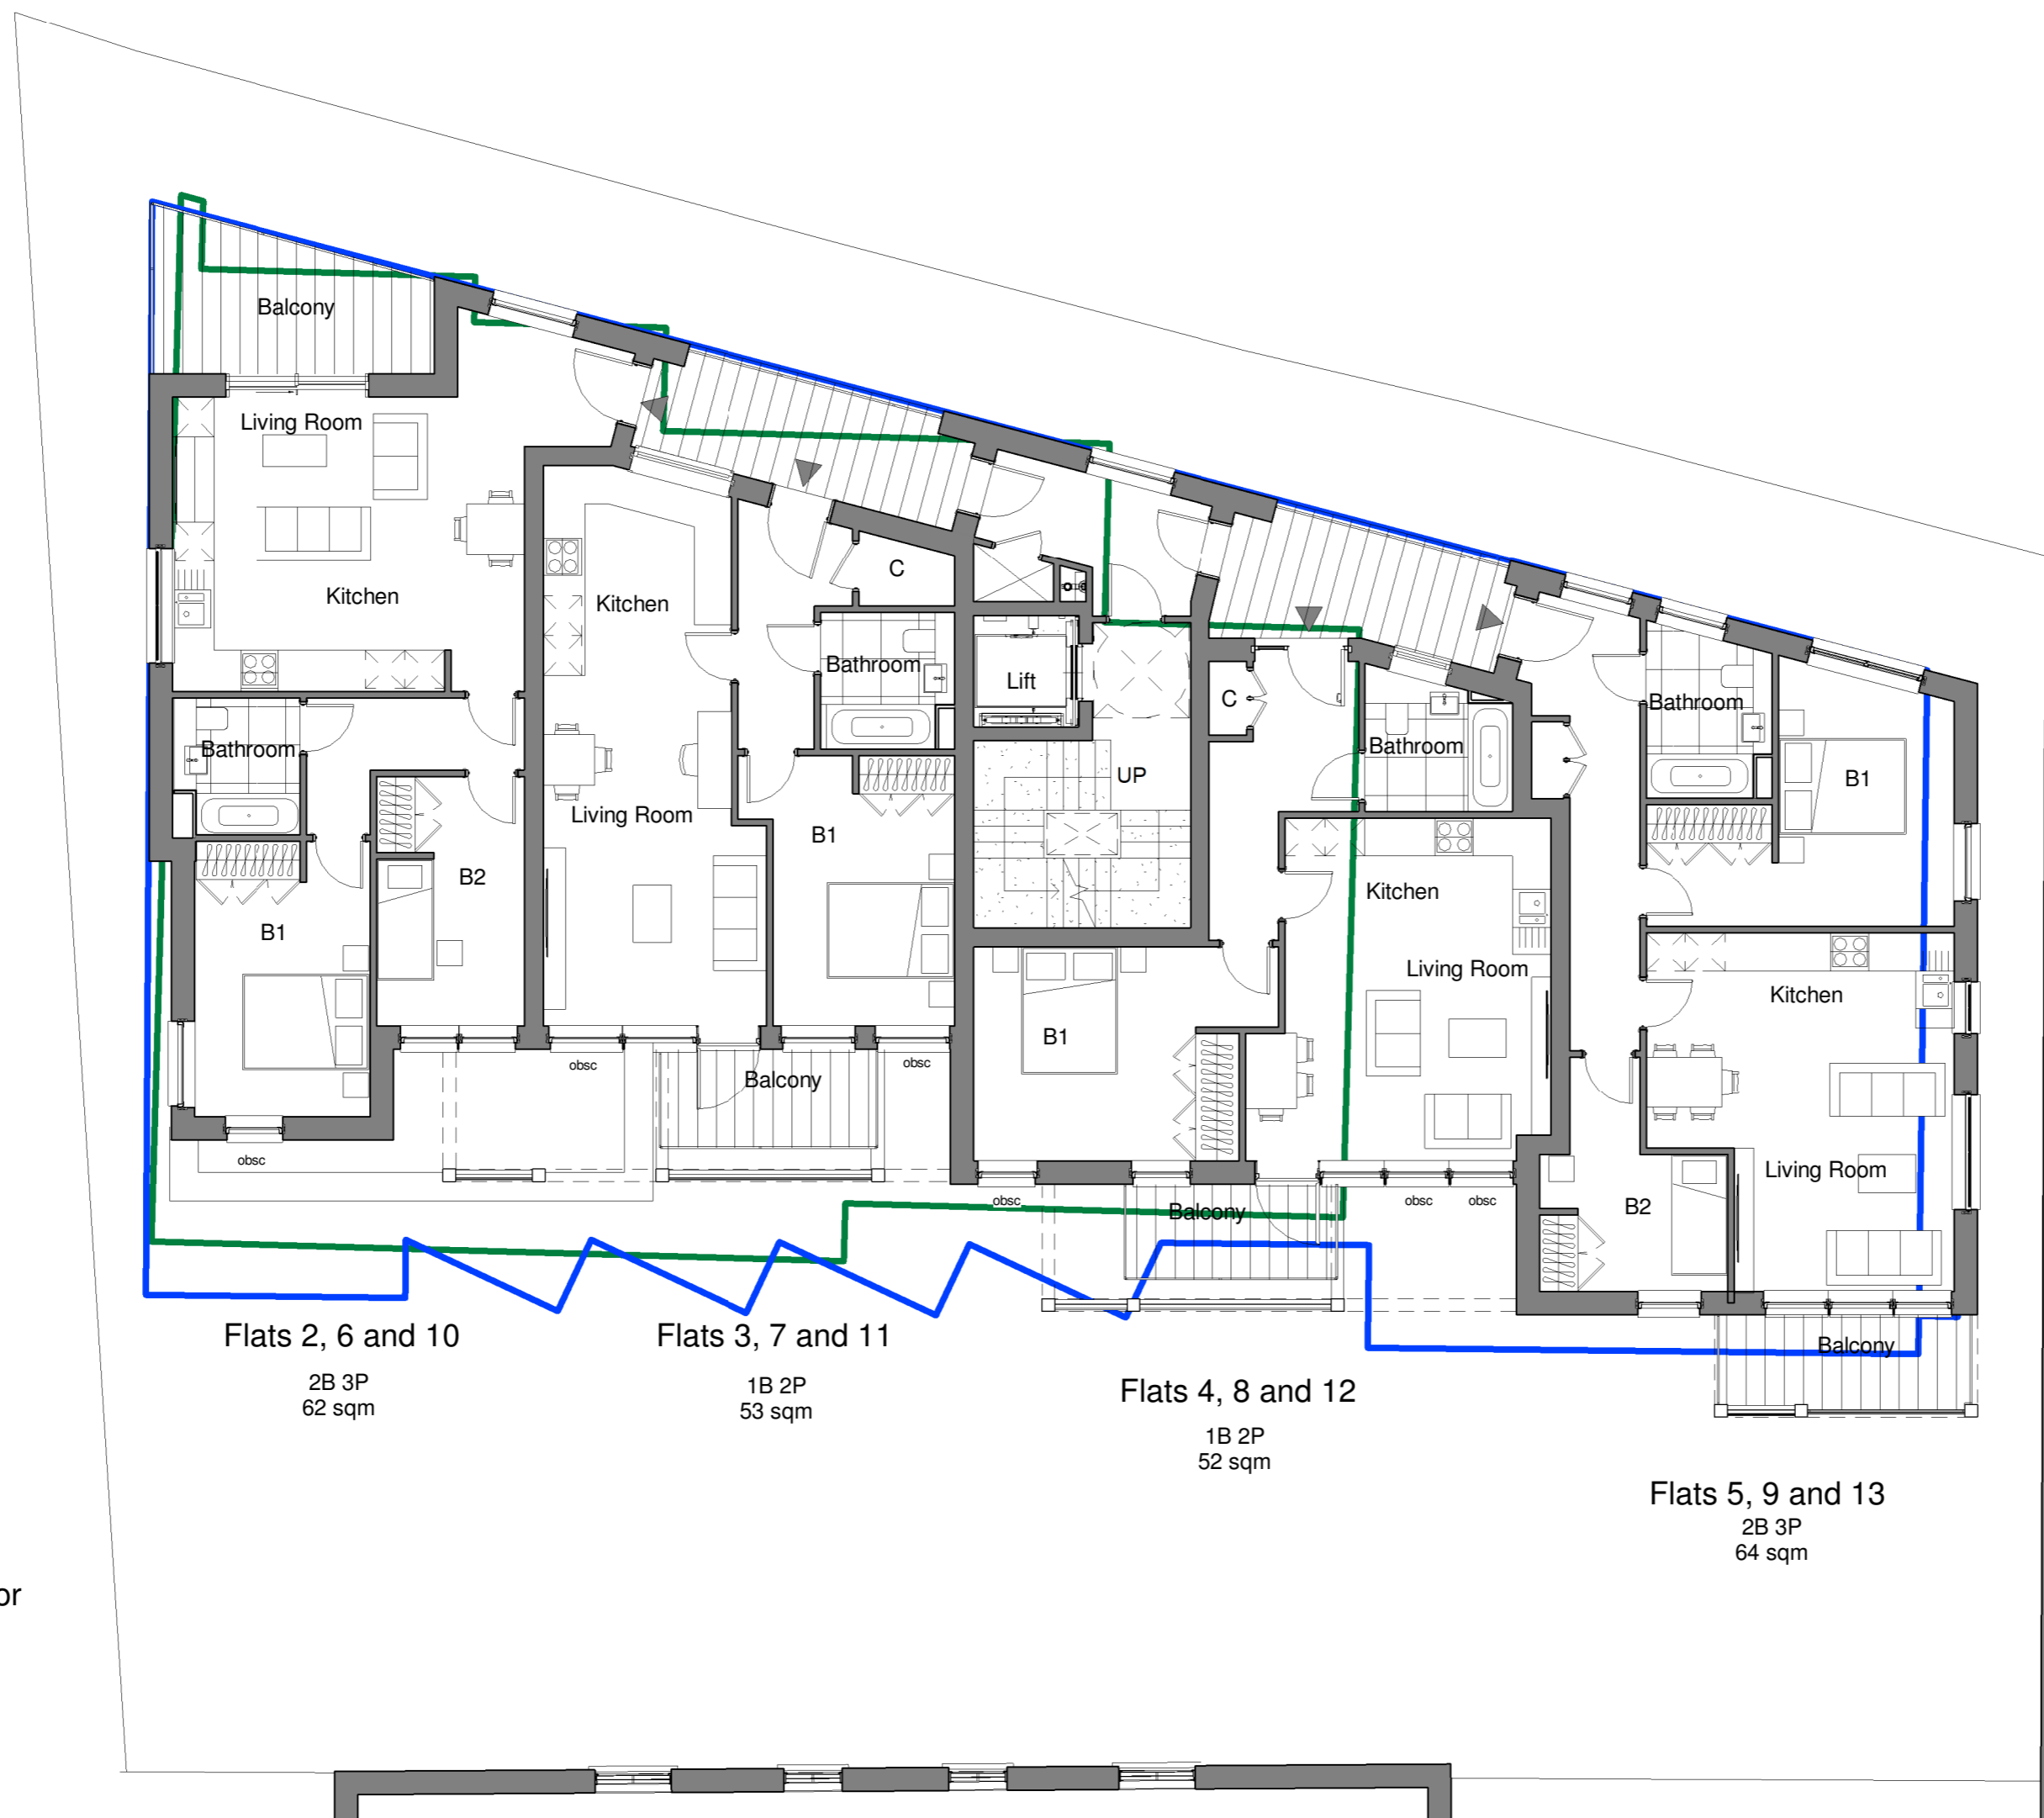 Balcony
Living Room
Kitchen
Kitchen
C
Bathroom
Lift
C
Bathroom
Bathroom
Bathroom
UP
B1
Living Room
B1
B2
Kitchen
B1
Living Room
Kitchen
B1
obsc
obsc
Balcony
obsc
Living Room
obsc
Balcony
obsc
obsc
B2
Balcony
Flats 2, 6 and 10
2B 3P
62 sqm
Flats 3, 7 and 11
1B 2P
53 sqm
Flats 4, 8 and 12
1B 2P
52 sqm
Flats 5, 9 and 13
2B 3P
64 sqm
or